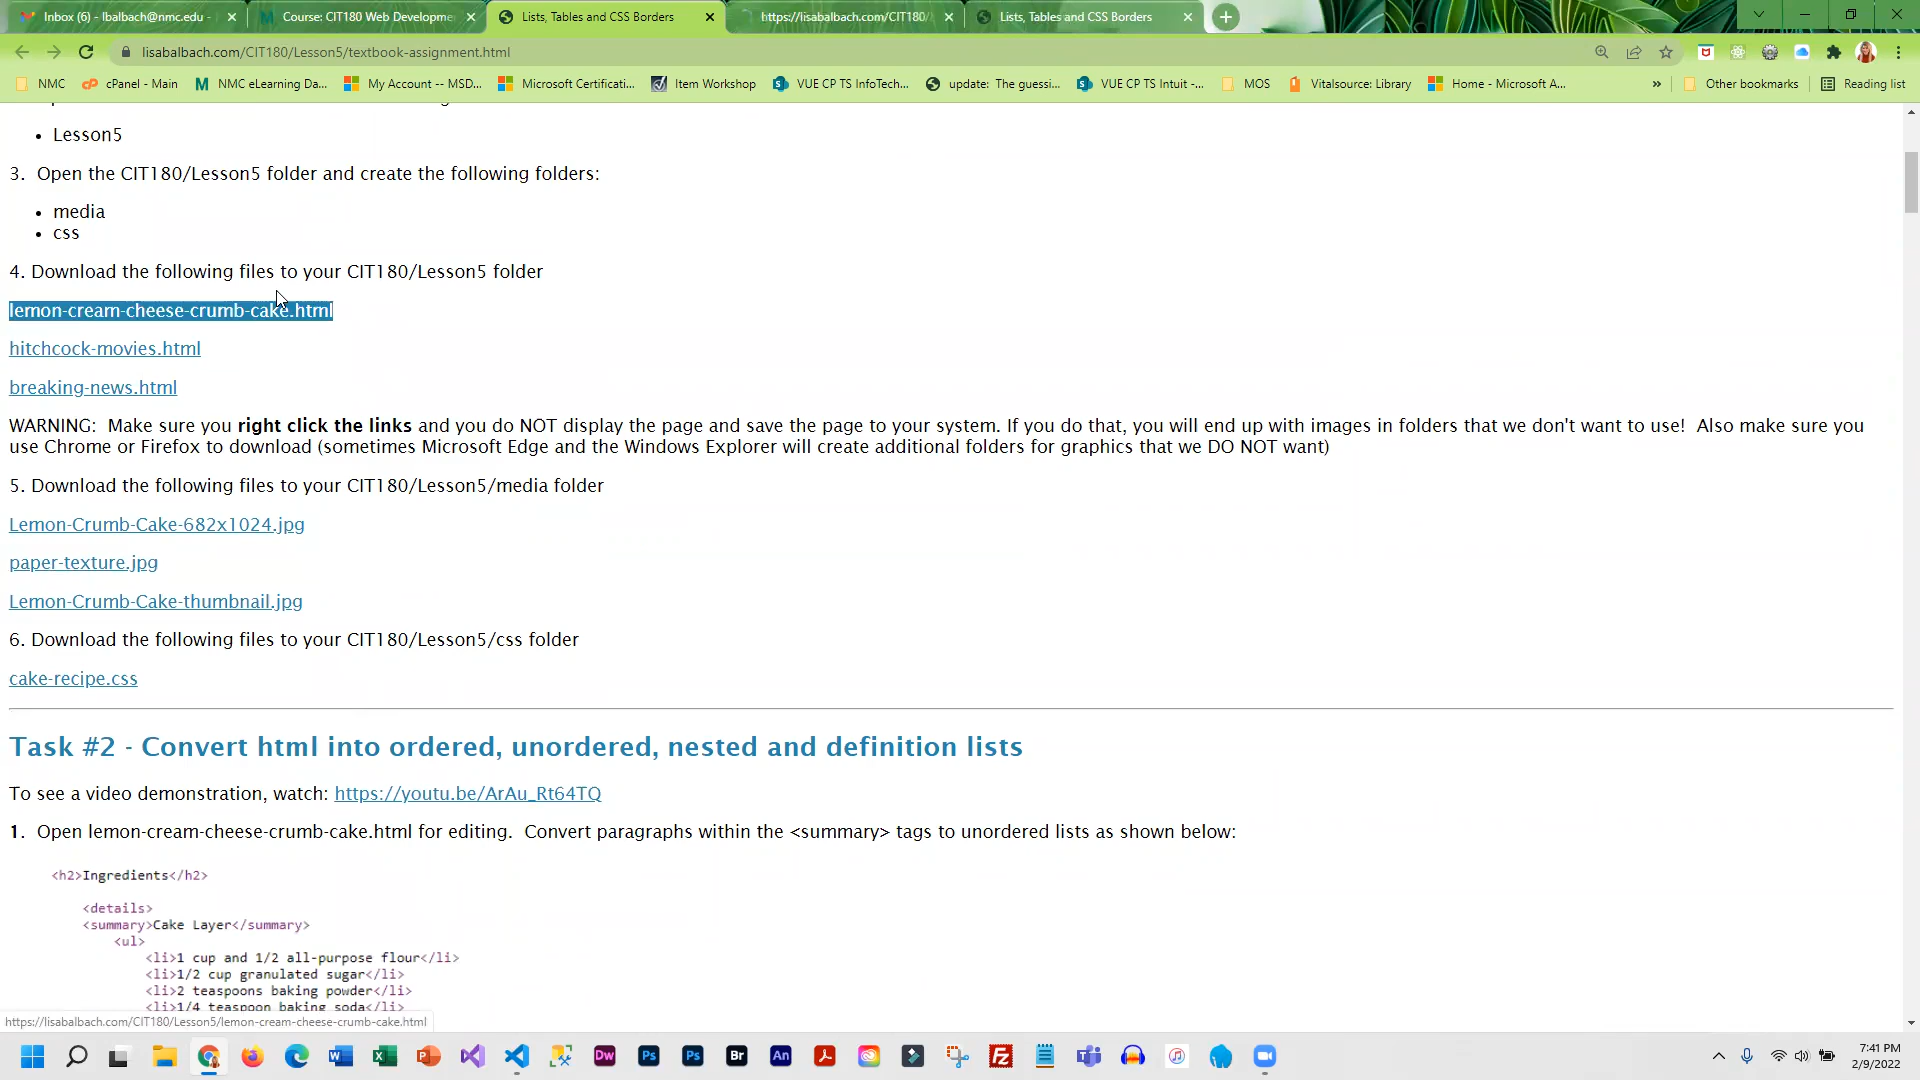 Inbox (6) - lbalbach@nmc.edu -
Course: CIT180 Web Developme
Lists, Tables and CSS Borders
https://lisabalbach.com/CIT180/
Lists, Tables and CSS Borders
lisabalbach.com/CIT180/Lesson5/textbook-assignment.html
NMC
cPanel - Main
NMC eLearning Da...
My Account -- MSD...
Microsoft Certificati...
Item Workshop
VUE CP TS InfoTech...
update: The guessi...
VUE CP TS Intuit -...
MOS
Vitalsource: Library
Home - Microsoft A...
»
Other bookmarks
Reading list
• Lesson5
3. Open the CIT180/Lesson5 folder and create the following folders:
• media
• css
4. Download the following files to your CIT180/Lesson5 folder
lemon-cream-cheese-crumb-cake.html
hitchcock-movies.html
breaking-news.html
WARNING: Make sure you right click the links and you do NOT display the page and save the page to your system. If you do that, you will end up with images in folders that we don't want to use! Also make sure you
use Chrome or Firefox to download (sometimes Microsoft Edge and the Windows Explorer will create additional folders for graphics that we DO NOT want)
5. Download the following files to your CIT180/Lesson5/media folder
Lemon-Crumb-Cake-682x1024.jpg
paper-texture.jpg
Lemon-Crumb-Cake-thumbnail.jpg
6. Download the following files to your CIT180/Lesson5/css folder
cake-recipe.css
Task #2 - Convert html into ordered, unordered, nested and definition lists
To see a video demonstration, watch: https://youtu.be/ArAu_Rt64TQ
1. Open lemon-cream-cheese-crumb-cake.html for editing. Convert paragraphs within the <summary> tags to unordered lists as shown below:
<h2>Ingredients</h2>
<details>
<summary>Cake Layer</summary>
<ul>
<li>1 cup and 1/2 all-purpose flour</li>
<li>1/2 cup granulated sugar</li>
<li>2 teaspoons baking powder</li>
<li>1/4 teaspoon baking soda</li>
https://lisabalbach.com/CIT180/Lesson5/lemon-cream-cheese-crumb-cake.html
Dw
Ps
Ps
Br
An
Fz
7:41 PM
2/9/2022